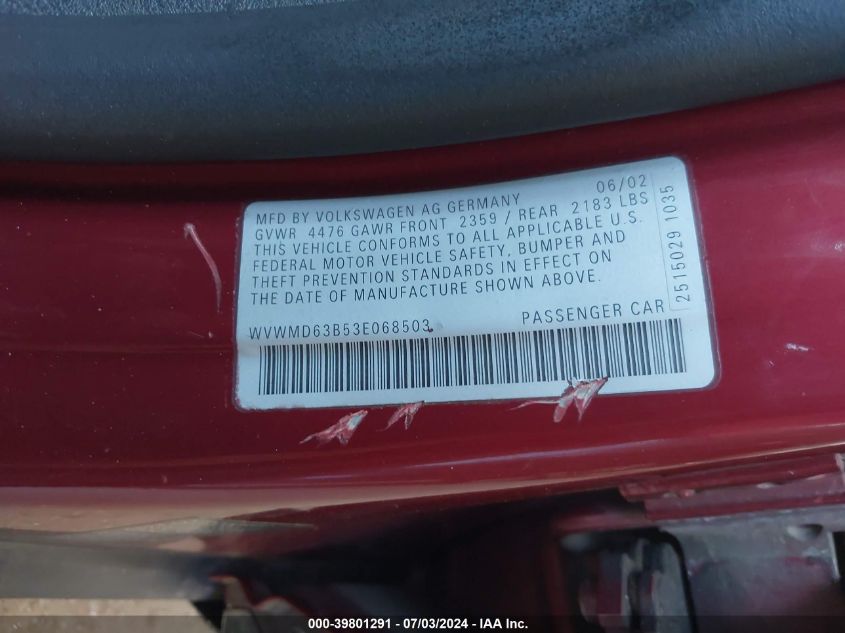 MFD BY VOLKSWAGEN AG GERMANY 06/02
GVWR 4476 GAWR FRONT 2359 / REAR 2183 LBS
THIS VEHICLE CONFORMS TO ALL APPLICABLE U.S.
FEDERAL MOTOR VEHICLE SAFETY, BUMPER AND
THEFT PREVENTION STANDARDS IN EFFECT ON
THE DATE OF MANUFACTURE SHOWN ABOVE.
WVWMD63B53E068503 PASSENGER CAR
2515029 1035
000-39801291 - 07/03/2024 - IAA Inc.